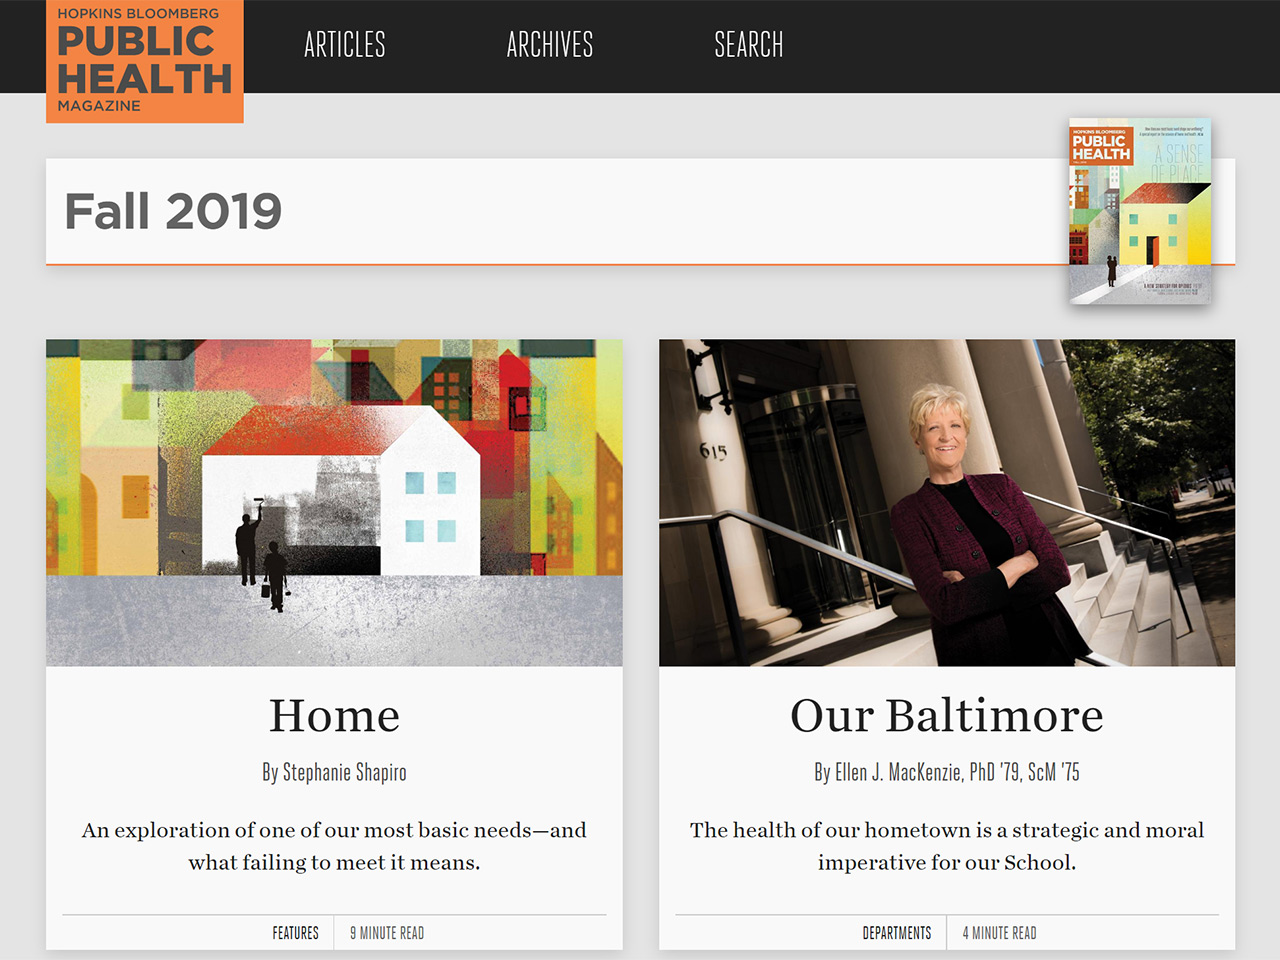 HOPKINS BLOOMBERG
PUBLIC
HEALTH
MAGAZINE
ARTICLES
ARCHIVES
SEARCH
Fall 2019
HOPKINS BLOOMBERG
PUBLIC
HEALTH
A SENSE
OF PLACE
615
Home
By Stephanie Shapiro
An exploration of one of our most basic needs—and
what failing to meet it means.
FEATURES
9 MINUTE READ
Our Baltimore
By Ellen J. MacKenzie, PhD '79, ScM '75
The health of our hometown is a strategic and moral
imperative for our School.
DEPARTMENTS
4 MINUTE READ